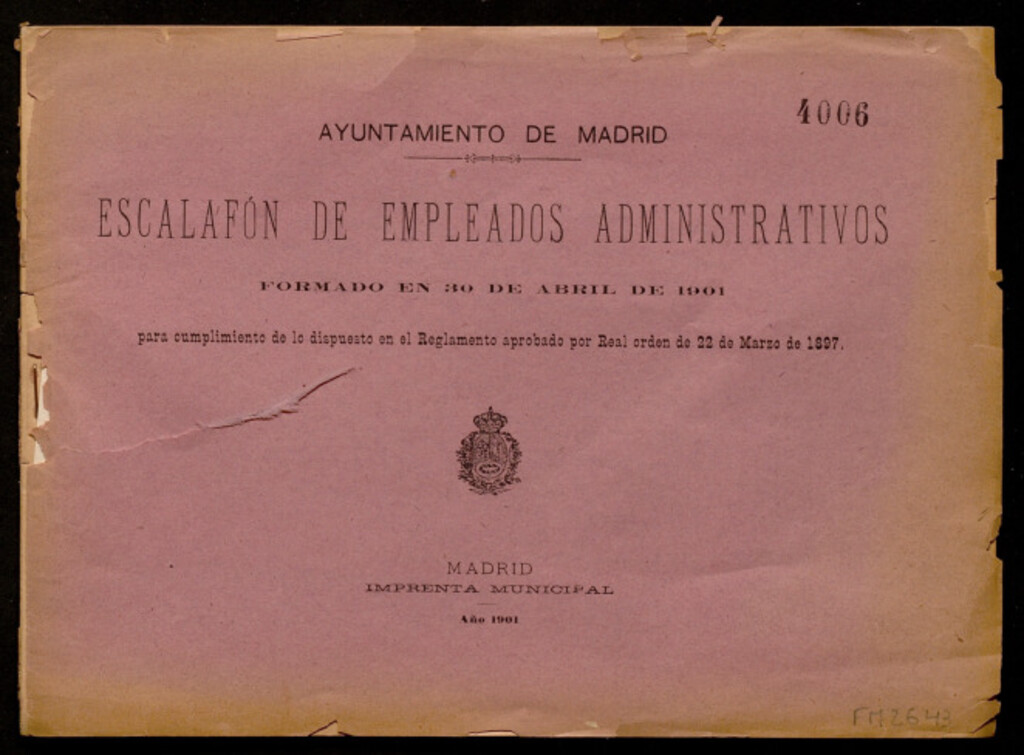 4006
AYUNTAMIENTO DE MADRID
ESCALAFÓN DE EMPLEADOS ADMINISTRATIVOS
FORMADO EN 30 DE ABRIL DE 1901
para cumplimiento de lo dispuesto en el Reglamento aprobado por Real orden de 22 de Marzo de 1897.
MADRID
IMPRENTA MUNICIPAL
Año 1901
FM2643